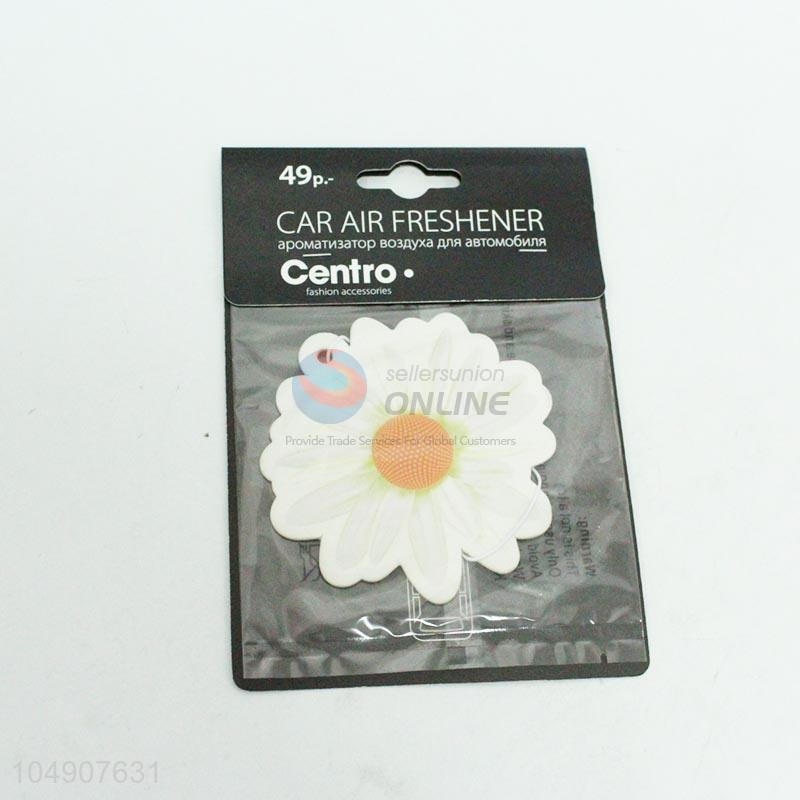 49р.-
CAR AIR FRESHENER
ароматизатор воздуха для автомобиля
Centro
fashion accessories
sellersunion
ONLINE
Provide Trade Services For Global Customers
Warning:
104907631